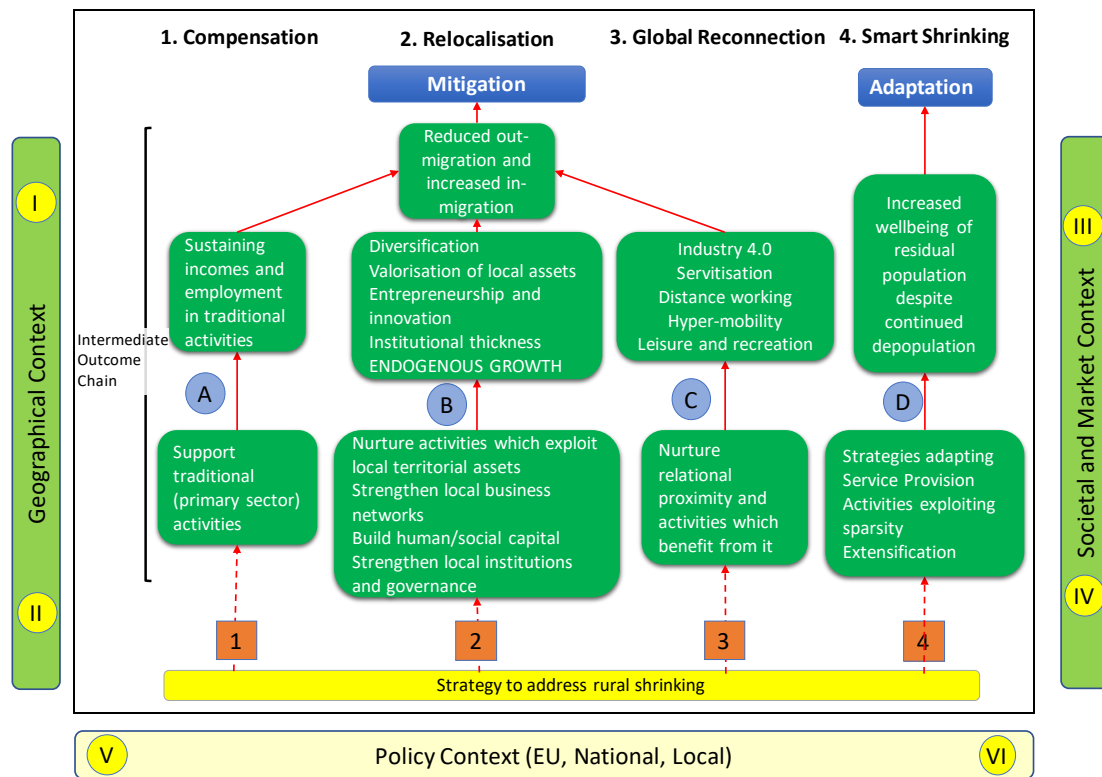 1. Compensation
2. Relocalisation
3. Global Reconnection
4. Smart Shrinking
Mitigation
Adaptation
Reduced out-
migration and
increased in-
migration
I
Geographical Context
II
Intermediate
Outcome
Chain
Sustaining
incomes and
employment
in traditional
activities
Diversification
Valorisation of local assets
Entrepreneurship and
innovation
Institutional thickness
ENDOGENOUS GROWTH
Industry 4.0
Servitisation
Distance working
Hyper-mobility
Leisure and recreation
Increased
wellbeing of
residual
population
despite
continued
depopulation
III
Societal and Market Context
IV
A
B
C
D
Support
traditional
(primary sector)
activities
Nurture activities which exploit
local territorial assets
Strengthen local business
networks
Build human/social capital
Strengthen local institutions
and governance
Nurture
relational
proximity and
activities which
benefit from it
Strategies adapting
Service Provision
Activities exploiting
sparsity
Extensification
1
2
3
4
Strategy to address rural shrinking
V
Policy Context (EU, National, Local)
VI